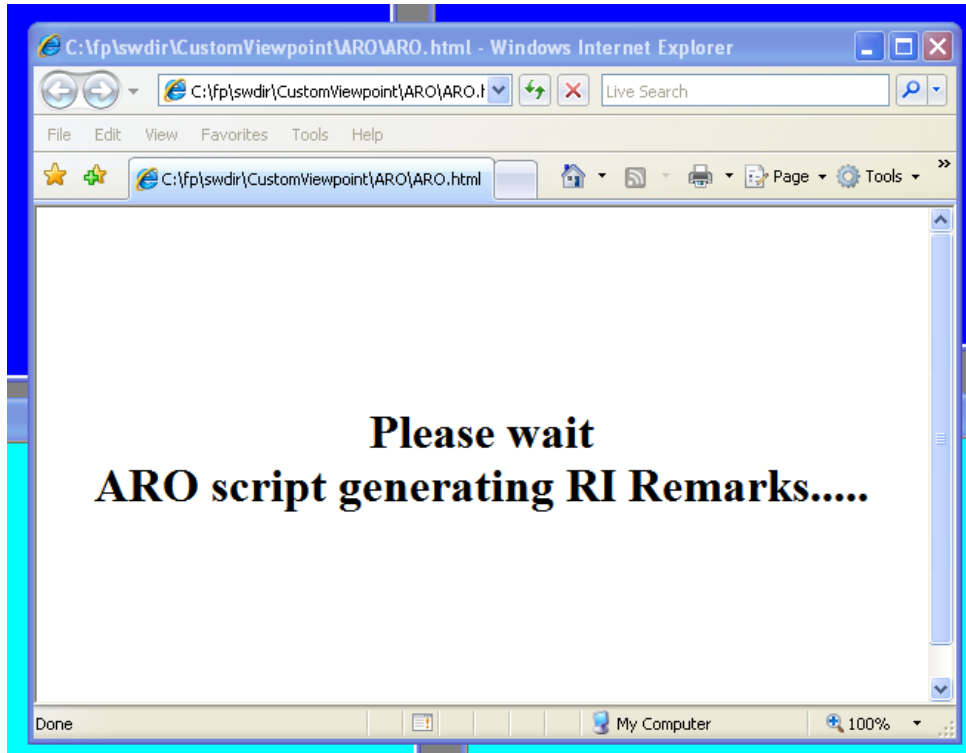 C:\fp\swdir\CustomViewpoint\ARO\ARO.html - Windows Internet Explorer
C:\fp\swdir\CustomViewpoint\ARO\ARO.h
Live Search
File Edit View Favorites Tools Help
C:\fp\swdir\CustomViewpoint\ARO\ARO.html
Page Tools »
Please wait
ARO script generating RI Remarks.....
Done
My Computer
100%